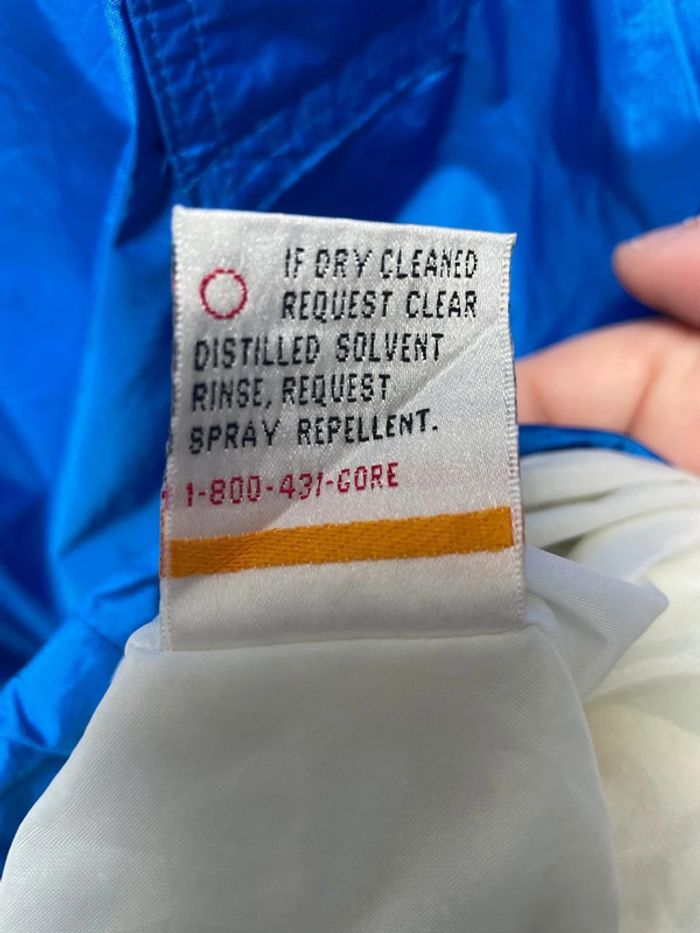 IF DRY CLEANED
REQUEST CLEAR
DISTILLED SOLVENT
RINSE, REQUEST
SPRAY REPELLENT.
1-800-431-GORE